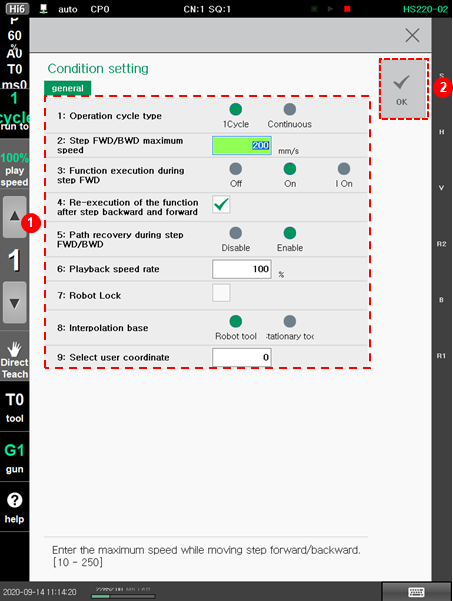 Hi6 auto CP0 CN:1 SQ:1 HS220-02
P
60
%
A0
T0
ms0
1
cycle
run to
100%
play
speed
1
1
Direct
Teach
T0
tool
G1
gun
help
Condition setting
general
OK
2
1: Operation cycle type
1Cycle Continuous
2: Step FWD/BWD maximum
speed
200 mm/s
3: Function execution during
step FWD
Off On I On
4: Re-execution of the function
after step backward and forward
5: Path recovery during step
FWD/BWD
Disable Enable
6: Playback speed rate
100 %
7: Robot Lock
8: Interpolation base
Robot tool tationary too
9: Select user coordinate
0
S
H
V
R2
B
R1
Enter the maximum speed while moving step forward/backward.
[10 - 250]
2020-09-14 11:14:20